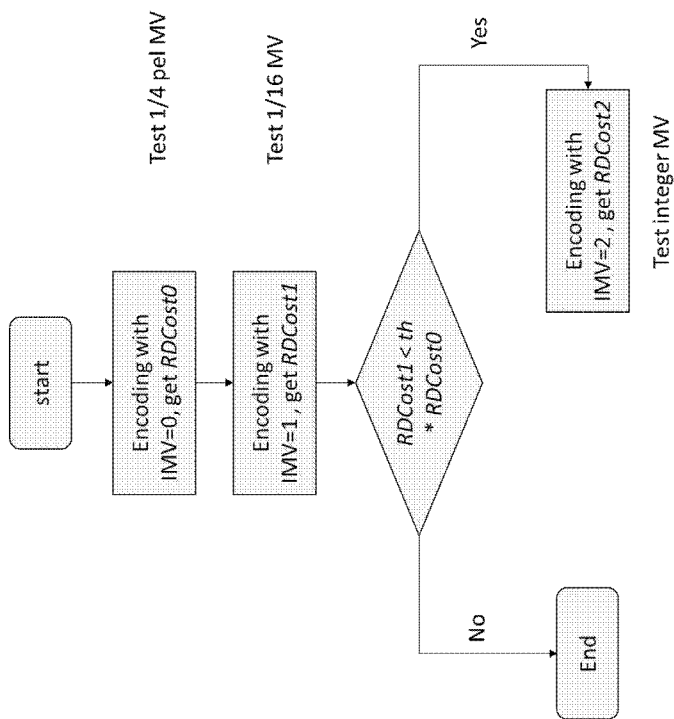 start
Encoding with
IMV=0, get RDCost0
Test 1/4 pel MV
Encoding with
IMV=1 , get RDCost1
Test 1/16 MV
RDCost1 < th
* RDCost0
No
Yes
End
Encoding with
IMV=2 , get RDCost2
Test integer MV